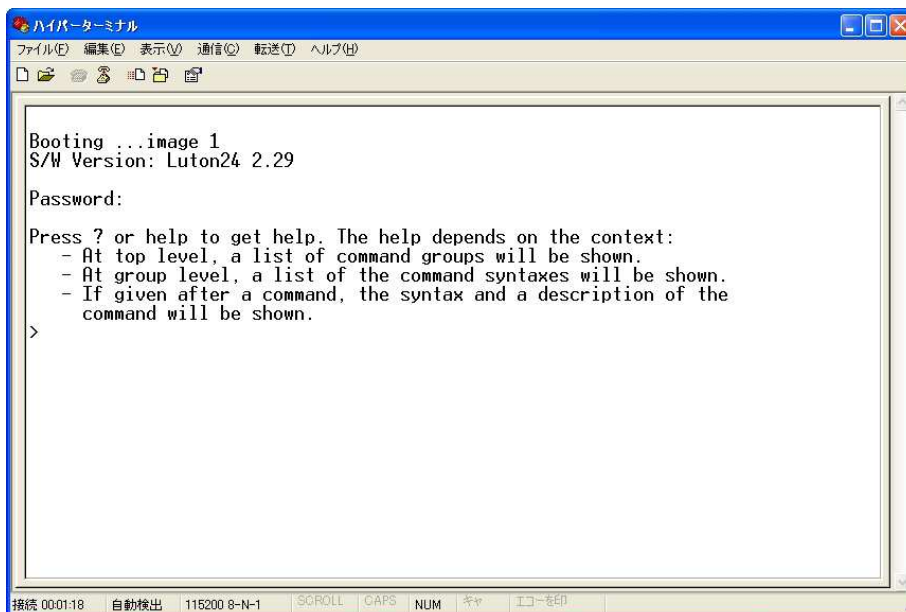 ハイパーターミナル
ファイル(F) 編集(E) 表示(V) 通信(C) 転送(T) ヘルプ(H)
Booting ...image 1
S/W Version: Luton24 2.29
Password:
Press ? or help to get help. The help depends on the context:
- At top level, a list of command groups will be shown.
- At group level, a list of the command syntaxes will be shown.
- If given after a command, the syntax and a description of the
command will be shown.
>
接続 00:01:18 自動検出 115200 8-N-1 SCROLL CAPS NUM キャ エコーを印